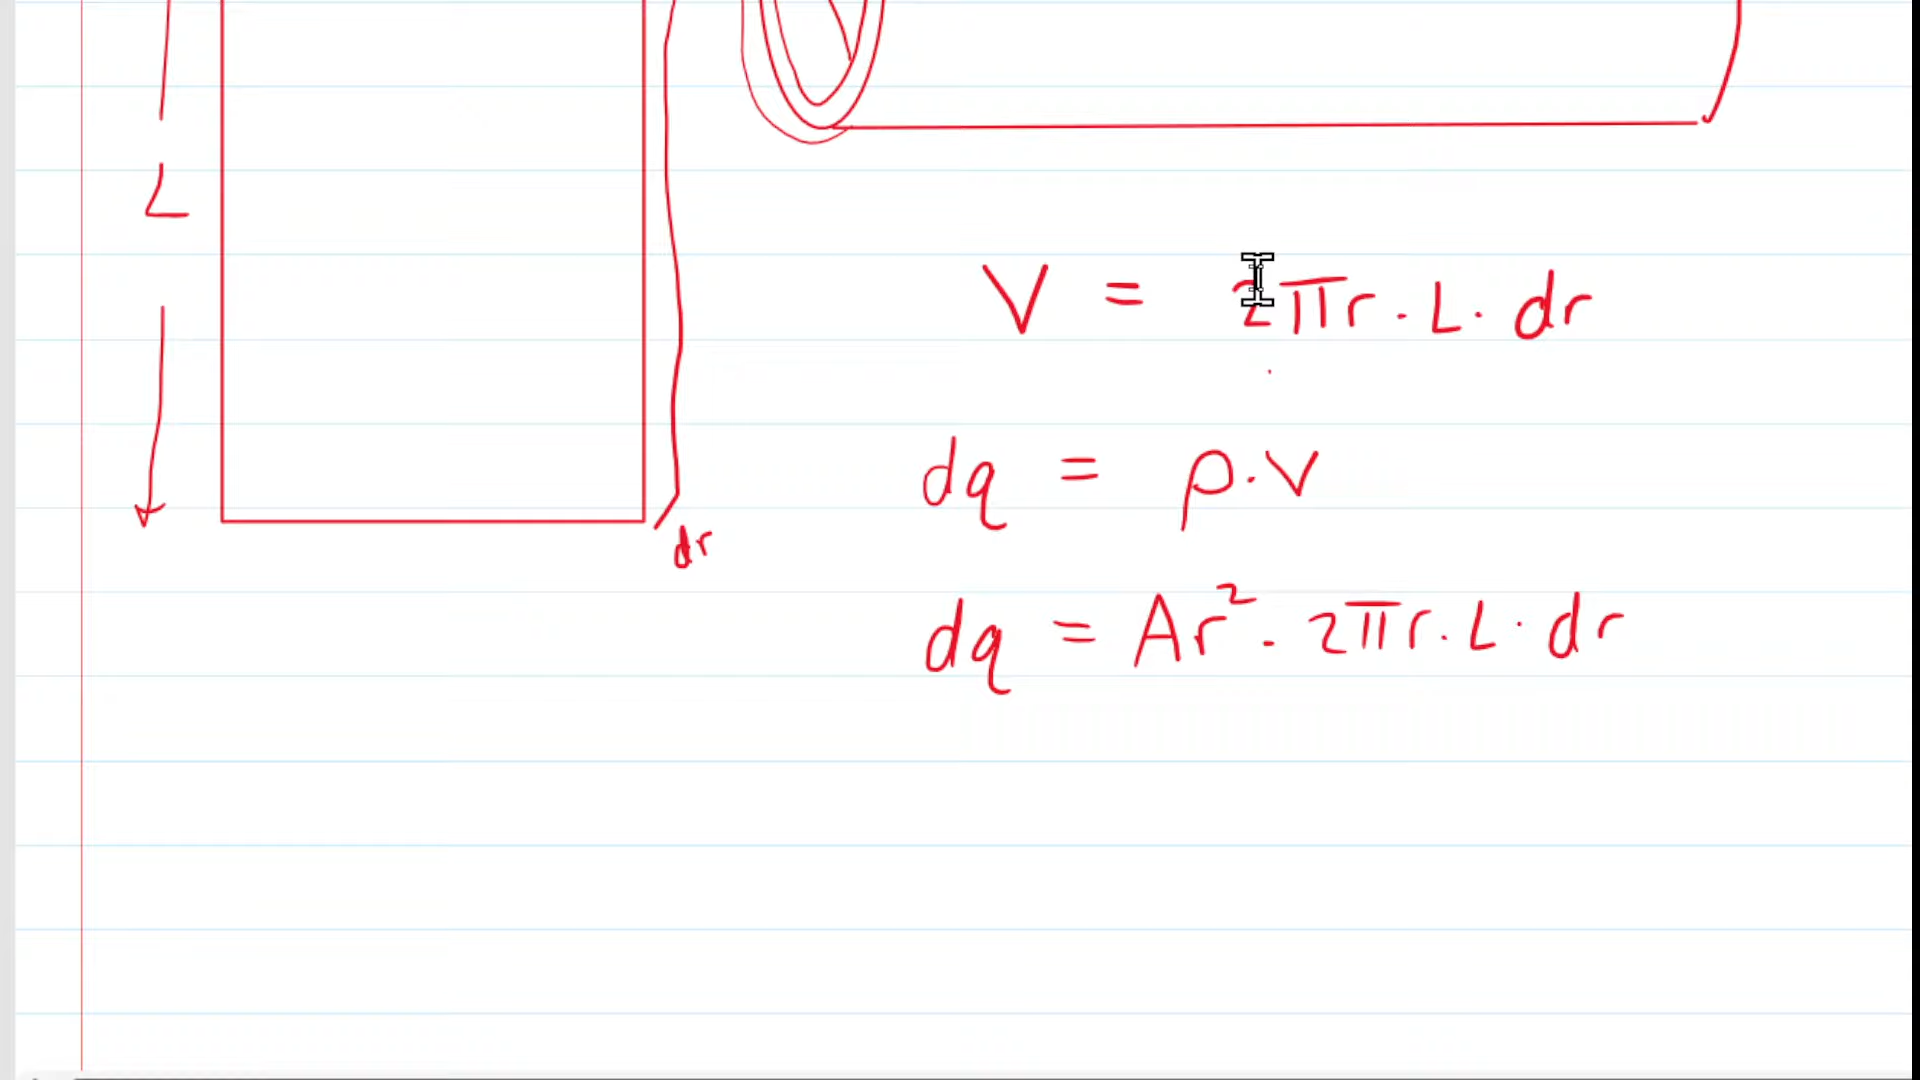 L
V = 2πr · L · dr
dq = ρ · V
dr
dq = Ar² · 2πr · L · dr